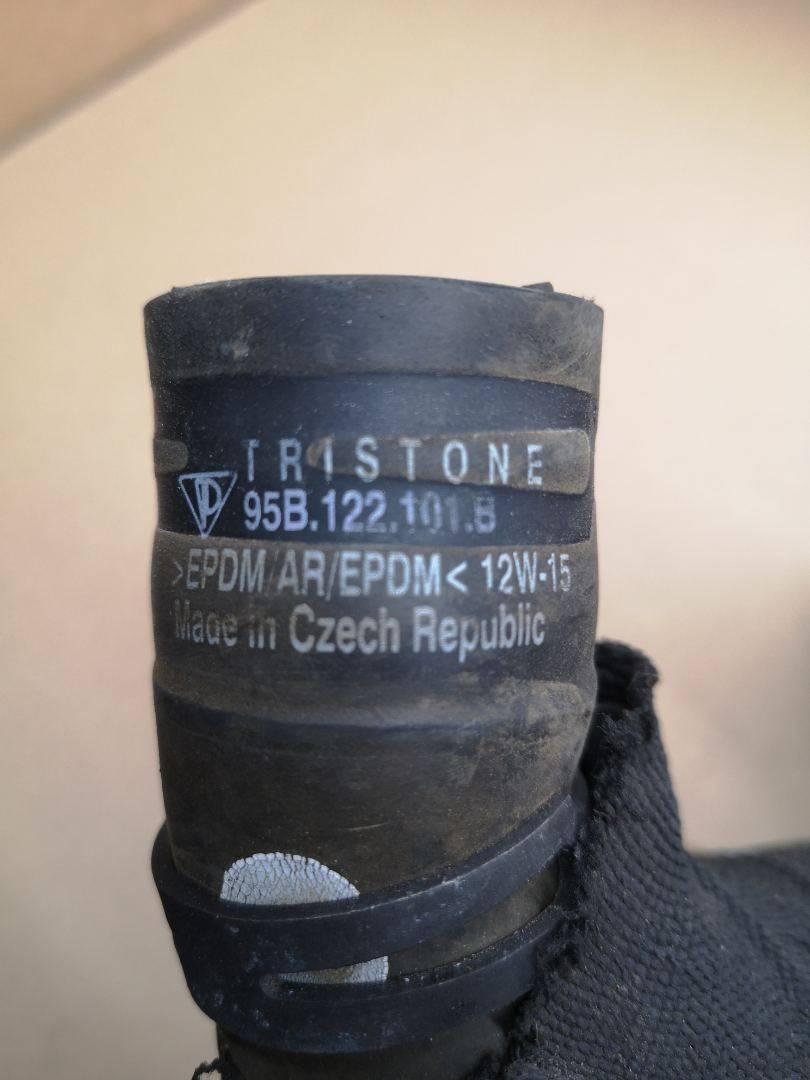 TRISTONE
95B.122.101.B
>EPDM/AR/EPDM< 12W-15
Made in Czech Republic